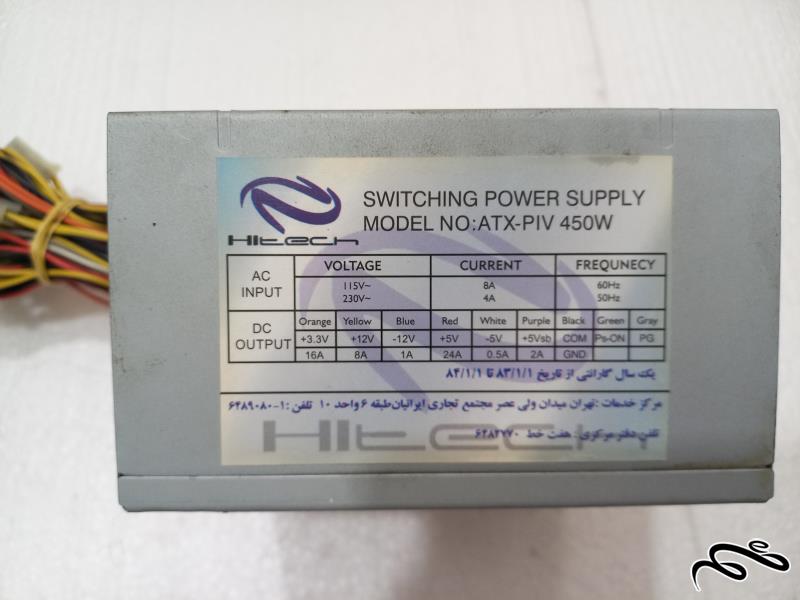 SWITCHING POWER SUPPLY
MODEL NO:ATX-PIV 450W
HITECH
AC INPUT VOLTAGE CURRENT FREQUNECY
115V~ 8A 60Hz
230V~ 4A 50Hz
DC OUTPUT Orange Yellow Blue Red White Purple Black Green Gray
+3.3V +12V -12V +5V -5V +5Vsb COM Ps-ON PG
16A 8A 1A 24A 0.5A 2A GND
یک سال گارانتی از تاریخ ۸۳/۱/۱ تا ۸۴/۱/۱
مرکز خدمات :تهران میدان ولی عصر مجتمع تجاری ایرانیان طبقه ۶ واحد ۱۰ تلفن :۱-۶۴۸۹۰۸۰
تلفن دفتر مرکزی : هفت خط ۶۴۸۲۷۷۰
HITECH